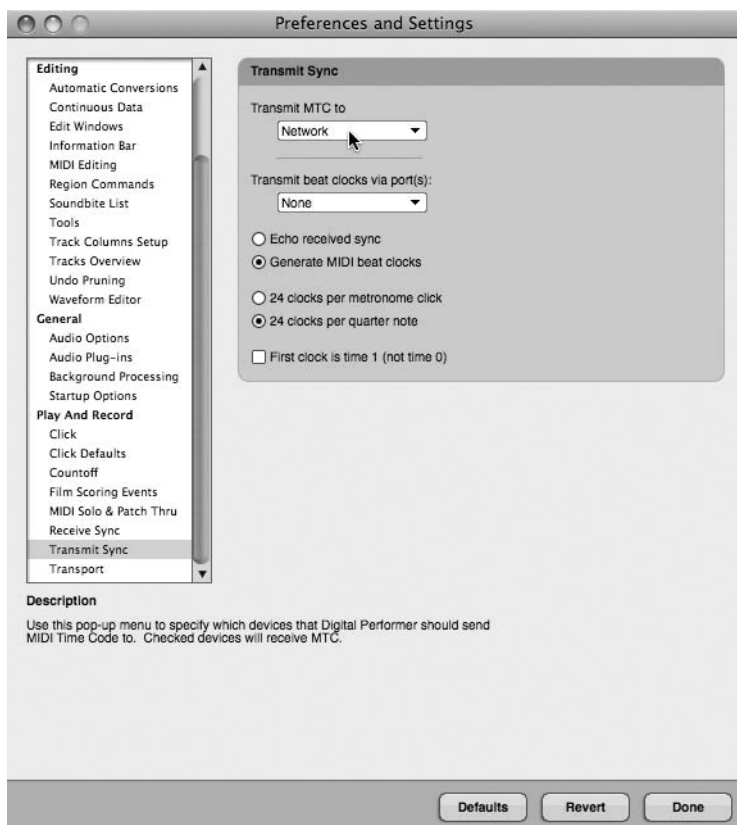 Preferences and Settings
Editing
Automatic Conversions
Continuous Data
Edit Windows
Information Bar
MIDI Editing
Region Commands
Soundbite List
Tools
Track Columns Setup
Tracks Overview
Undo Pruning
Waveform Editor
General
Audio Options
Audio Plug-ins
Background Processing
Startup Options
Play And Record
Click
Click Defaults
Countoff
Film Scoring Events
MIDI Solo & Patch Thru
Receive Sync
Transmit Sync
Transport
Transmit Sync
Transmit MTC to
Network
Transmit beat clocks via port(s):
None
Echo received sync
Generate MIDI beat clocks
24 clocks per metronome click
24 clocks per quarter note
First clock is time 1 (not time 0)
Description
Use this pop-up menu to specify which devices that Digital Performer should send
MIDI Time Code to.  Checked devices will receive MTC.
Defaults
Revert
Done